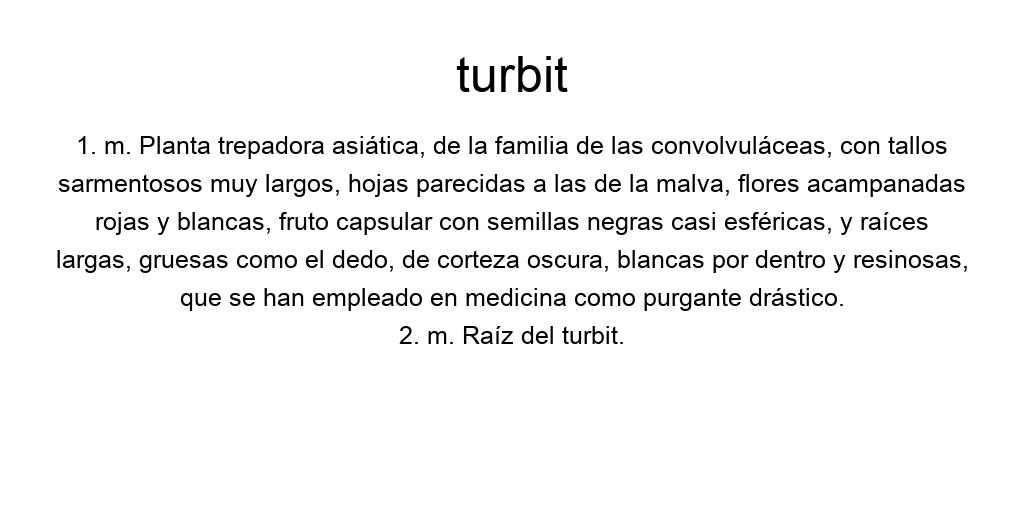 turbit
1. m. Planta trepadora asiática, de la familia de las convolvuláceas, con tallos
sarmentosos muy largos, hojas parecidas a las de la malva, flores acampanadas
rojas y blancas, fruto capsular con semillas negras casi esféricas, y raíces
largas, gruesas como el dedo, de corteza oscura, blancas por dentro y resinosas,
que se han empleado en medicina como purgante drástico.
2. m. Raíz del turbit.